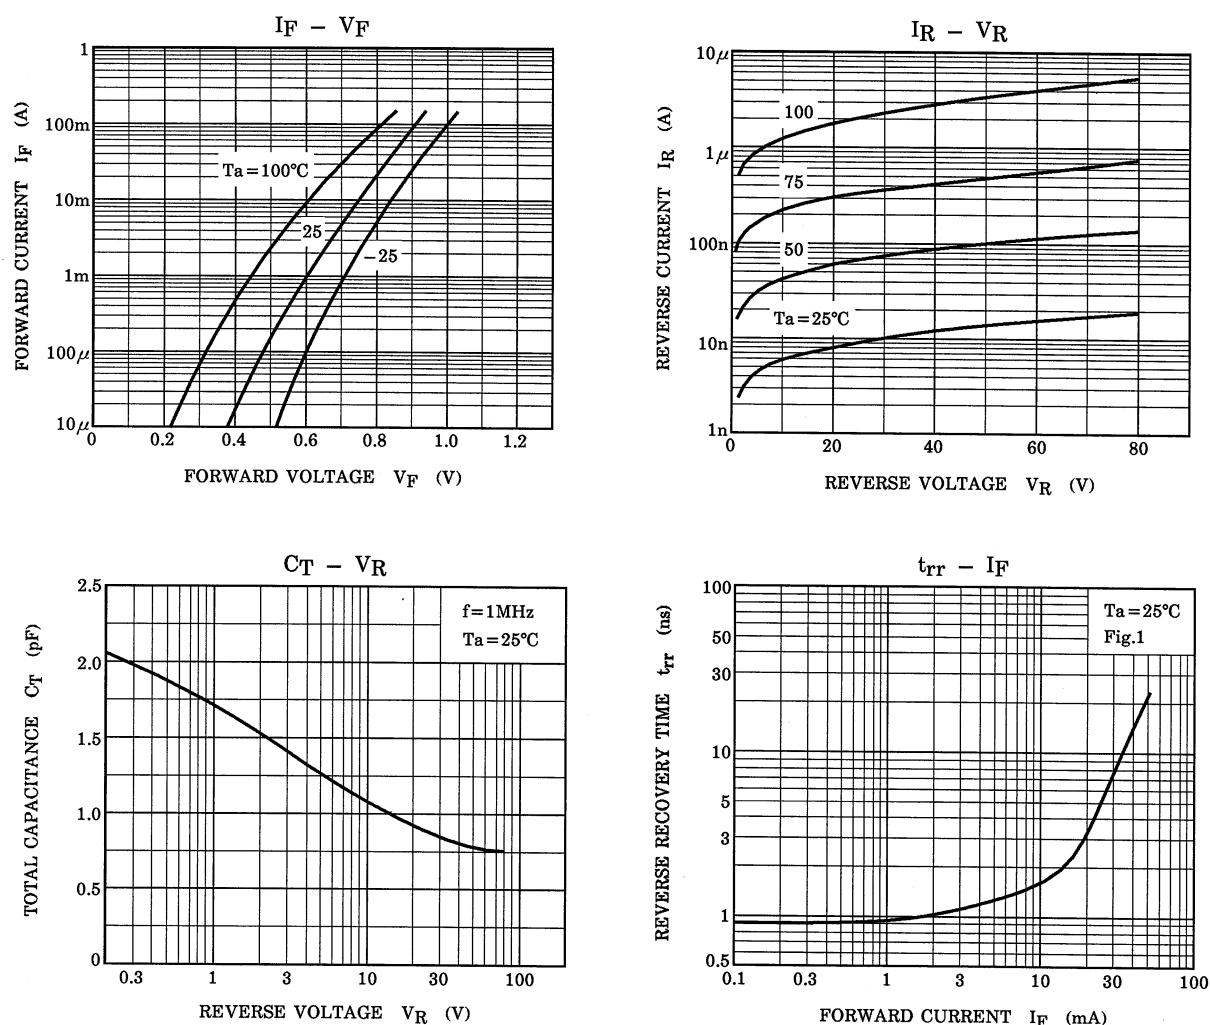 IF – VF
FORWARD CURRENT IF (A)
1
100m
10m
1m
100μ
10μ
Ta=100℃
25
–25
0 0.2 0.4 0.6 0.8 1.0 1.2
FORWARD VOLTAGE VF (V)
IR – VR
REVERSE CURRENT IR (A)
10μ
1μ
100n
10n
1n
100
75
50
Ta=25℃
0 20 40 60 80
REVERSE VOLTAGE VR (V)
CT – VR
TOTAL CAPACITANCE CT (pF)
2.5
2.0
1.5
1.0
0.5
0
f=1MHz
Ta=25℃
0.3 1 3 10 30 100
REVERSE VOLTAGE VR (V)
trr – IF
REVERSE RECOVERY TIME trr (ns)
100
50
30
10
5
3
1
0.5
Ta=25℃
Fig.1
0.1 1 3 10 30 100
FORWARD CURRENT IF (mA)